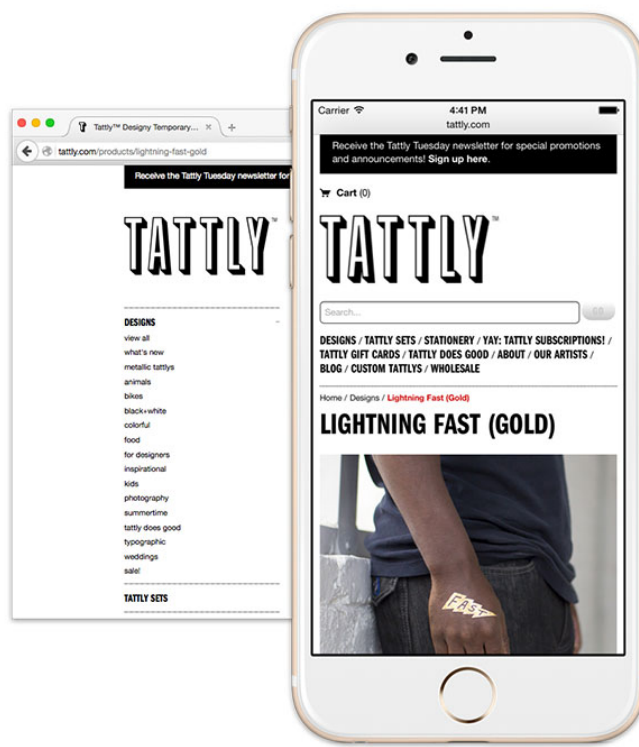 Tattly™ Designy Temporary...
tattly.com/products/lightning-fast-gold
Receive the Tattly Tuesday newsletter for
TATTLY™
DESIGNS
view all
what's new
metallic tattlys
animals
bikes
black+white
colorful
food
for designers
inspirational
kids
photography
summertime
tattly does good
typographic
weddings
sale!
TATTLY SETS
Carrier
4:41 PM
tattly.com
Receive the Tattly Tuesday newsletter for special promotions
and announcements! Sign up here.
Cart (0)
TATTLY™
Search...
GO
DESIGNS / TATTLY SETS / STATIONERY / YAY: TATTLY SUBSCRIPTIONS! /
TATTLY GIFT CARDS / TATTLY DOES GOOD / ABOUT / OUR ARTISTS /
BLOG / CUSTOM TATTLYS / WHOLESALE
Home / Designs / Lightning Fast (Gold)
LIGHTNING FAST (GOLD)
FAST